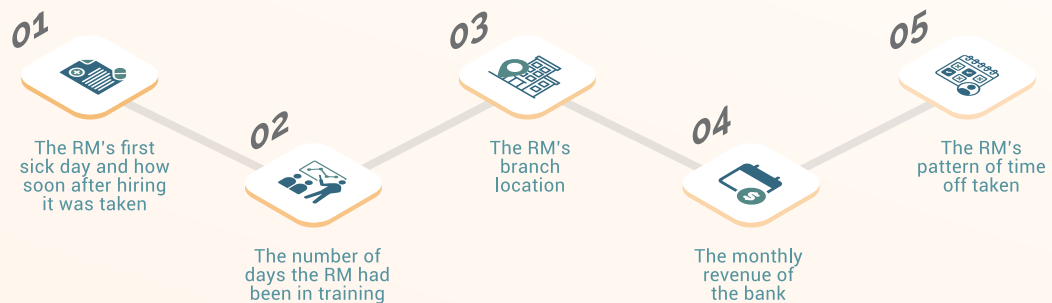 01
The RM's first
sick day and how
soon after hiring
it was taken
02
The number of
days the RM had
been in training
03
The RM's
branch
location
04
The monthly
revenue of
the bank
05
The RM's
pattern of time
off taken